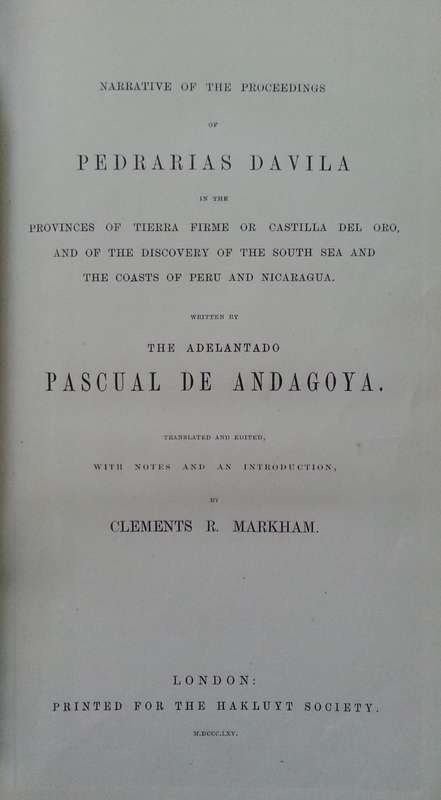 NARRATIVE OF THE PROCEEDINGS
OF
PEDRARIAS DAVILA
IN THE
PROVINCES OF TIERRA FIRME OR CASTILLA DEL ORO,
AND OF THE DISCOVERY OF THE SOUTH SEA AND
THE COASTS OF PERU AND NICARAGUA.
WRITTEN BY
THE ADELANTADO
PASCUAL DE ANDAGOYA.
TRANSLATED AND EDITED,
WITH NOTES AND AN INTRODUCTION,
BY
CLEMENTS R. MARKHAM.
LONDON:
PRINTED FOR THE HAKLUYT SOCIETY.
M.DCCC.LXV.